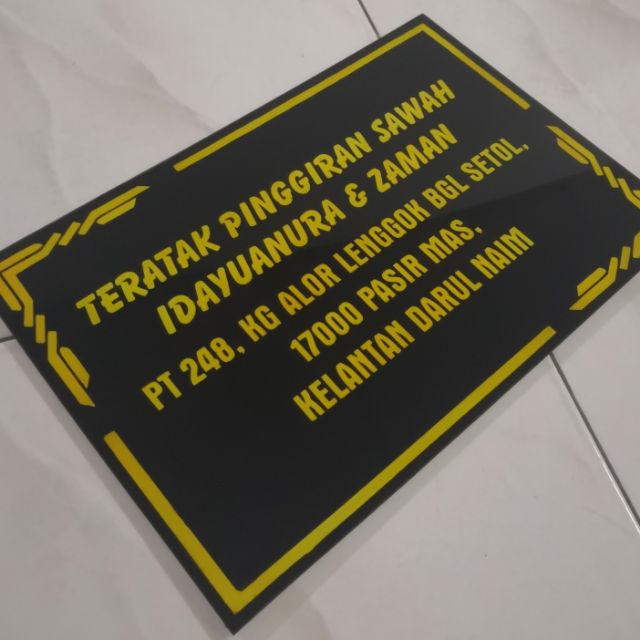 TERATAK PINGGIRAN SAWAH
IDAYUANURA & ZAMAN
PT 248, KG ALOR LENGGOK BGL SETOL,
17000 PASIR MAS,
KELANTAN DARUL NAIM